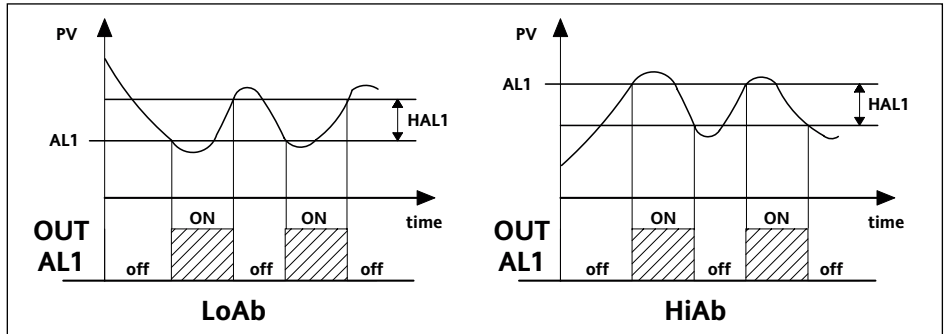 PV
AL1
HAL1
time
ON
ON
OUT
AL1
off
off
off
LoAb
PV
AL1
HAL1
time
ON
ON
OUT
AL1
off
off
off
HiAb